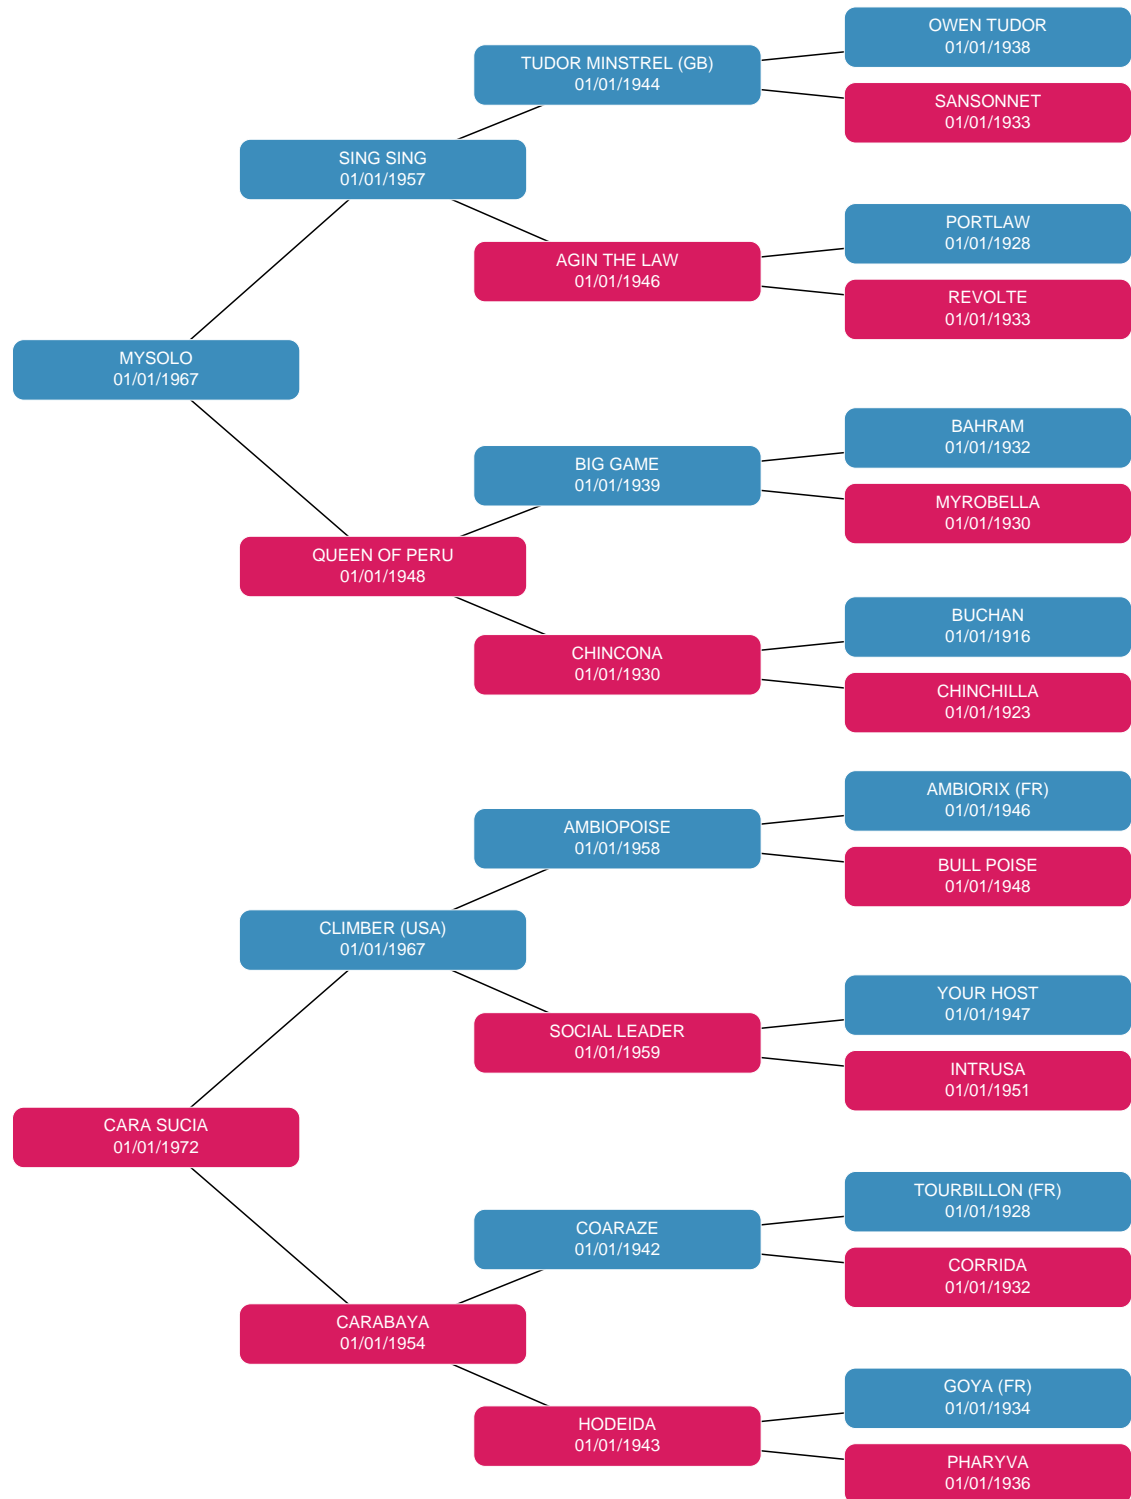 OWEN TUDOR
01/01/1938
TUDOR MINSTREL (GB)
01/01/1944
SANSONNET
01/01/1933
SING SING
01/01/1957
PORTLAW
01/01/1928
AGIN THE LAW
01/01/1946
REVOLTE
01/01/1933
MYSOLO
01/01/1967
BAHRAM
01/01/1932
BIG GAME
01/01/1939
MYROBELLA
01/01/1930
QUEEN OF PERU
01/01/1948
BUCHAN
01/01/1916
CHINCONA
01/01/1930
CHINCHILLA
01/01/1923
AMBIORIX (FR)
01/01/1946
AMBIOPOISE
01/01/1958
BULL POISE
01/01/1948
CLIMBER (USA)
01/01/1967
YOUR HOST
01/01/1947
SOCIAL LEADER
01/01/1959
INTRUSA
01/01/1951
CARA SUCIA
01/01/1972
TOURBILLON (FR)
01/01/1928
COARAZE
01/01/1942
CORRIDA
01/01/1932
CARABAYA
01/01/1954
GOYA (FR)
01/01/1934
HODEIDA
01/01/1943
PHARYVA
01/01/1936